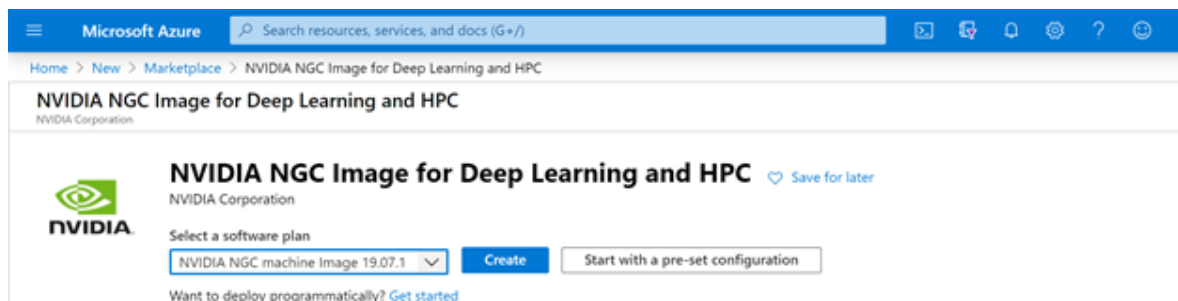 Microsoft Azure Search resources, services, and docs (G+/)
Home > New > Marketplace > NVIDIA NGC Image for Deep Learning and HPC
NVIDIA NGC Image for Deep Learning and HPC
NVIDIA Corporation
NVIDIA NGC Image for Deep Learning and HPC Save for later
NVIDIA Corporation
NVIDIA.
Select a software plan
NVIDIA NGC machine Image 19.07.1 Create Start with a pre-set configuration
Want to deploy programmatically? Get started